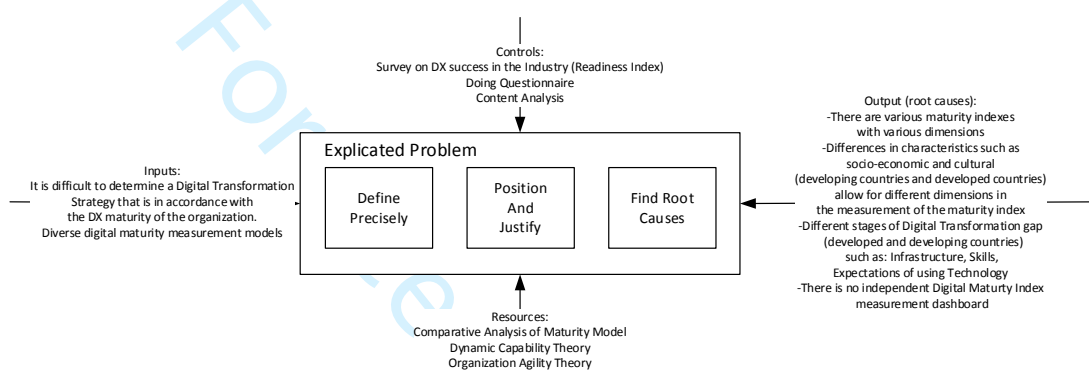 Controls:
Survey on DX success in the Industry (Readiness Index)
Doing Questionnaire
Content Analysis
Inputs:
It is difficult to determine a Digital Transformation
Strategy that is in accordance with
the DX maturity of the organization.
Diverse digital maturity measurement models
Explicated Problem
Define
Precisely
Position
And
Justify
Find Root
Causes
Output (root causes):
-There are various maturity indexes
with various dimensions
-Differences in characteristics such as
socio-economic and cultural
(developing countries and developed countries)
allow for different dimensions in
the measurement of the maturity index
-Different stages of Digital Transformation gap
(developed and developing countries)
such as: Infrastructure, Skills,
Expectations of using Technology
-There is no independent Digital Maturty Index
measurement dashboard
Resources:
Comparative Analysis of Maturity Model
Dynamic Capability Theory
Organization Agility Theory
For